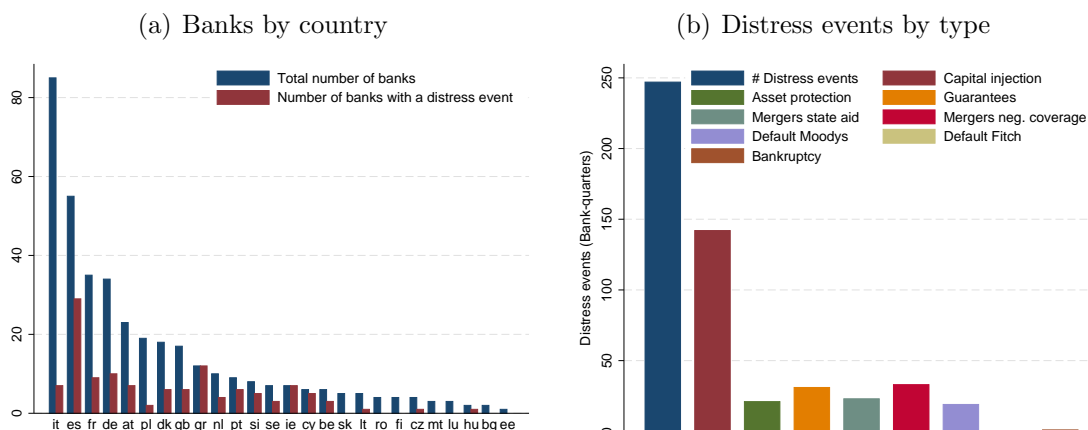 (a) Banks by country
Total number of banks
Number of banks with a distress event
80
60
40
20
0
it es fr de at pl dk gb gr nl pt si se ie cy be sk lt ro fi cz mt lu hu bg ee
(b) Distress events by type
# Distress events
Capital injection
Asset protection
Guarantees
Mergers state aid
Mergers neg. coverage
Default Moodys
Default Fitch
Bankruptcy
Distress events (Bank-quarters)
250
200
150
100
50